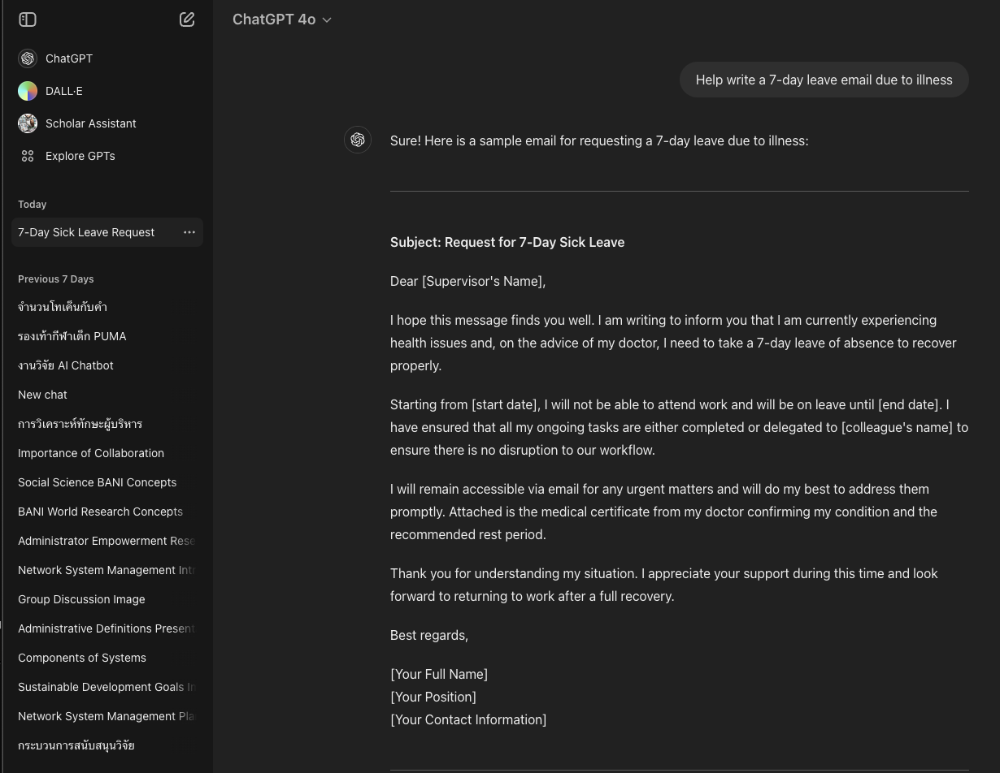 ChatGPT 4o
ChatGPT
DALL·E
Scholar Assistant
Explore GPTs
Today
7-Day Sick Leave Request
Previous 7 Days
จำนวนโทเค็นกับคำ
รองเท้ากีฬาเด็ก PUMA
งานวิจัย AI Chatbot
New chat
การวิเคราะห์ทักษะผู้บริหาร
Importance of Collaboration
Social Science BANI Concepts
BANI World Research Concepts
Administrator Empowerment Rese
Network System Management Intr
Group Discussion Image
Administrative Definitions Present
Components of Systems
Sustainable Development Goals In
Network System Management Pla
กระบวนการสนับสนุนวิจัย
Help write a 7-day leave email due to illness
Sure! Here is a sample email for requesting a 7-day leave due to illness:
Subject: Request for 7-Day Sick Leave
Dear [Supervisor's Name],
I hope this message finds you well. I am writing to inform you that I am currently experiencing
health issues and, on the advice of my doctor, I need to take a 7-day leave of absence to recover
properly.
Starting from [start date], I will not be able to attend work and will be on leave until [end date]. I
have ensured that all my ongoing tasks are either completed or delegated to [colleague's name] to
ensure there is no disruption to our workflow.
I will remain accessible via email for any urgent matters and will do my best to address them
promptly. Attached is the medical certificate from my doctor confirming my condition and the
recommended rest period.
Thank you for understanding my situation. I appreciate your support during this time and look
forward to returning to work after a full recovery.
Best regards,
[Your Full Name]
[Your Position]
[Your Contact Information]